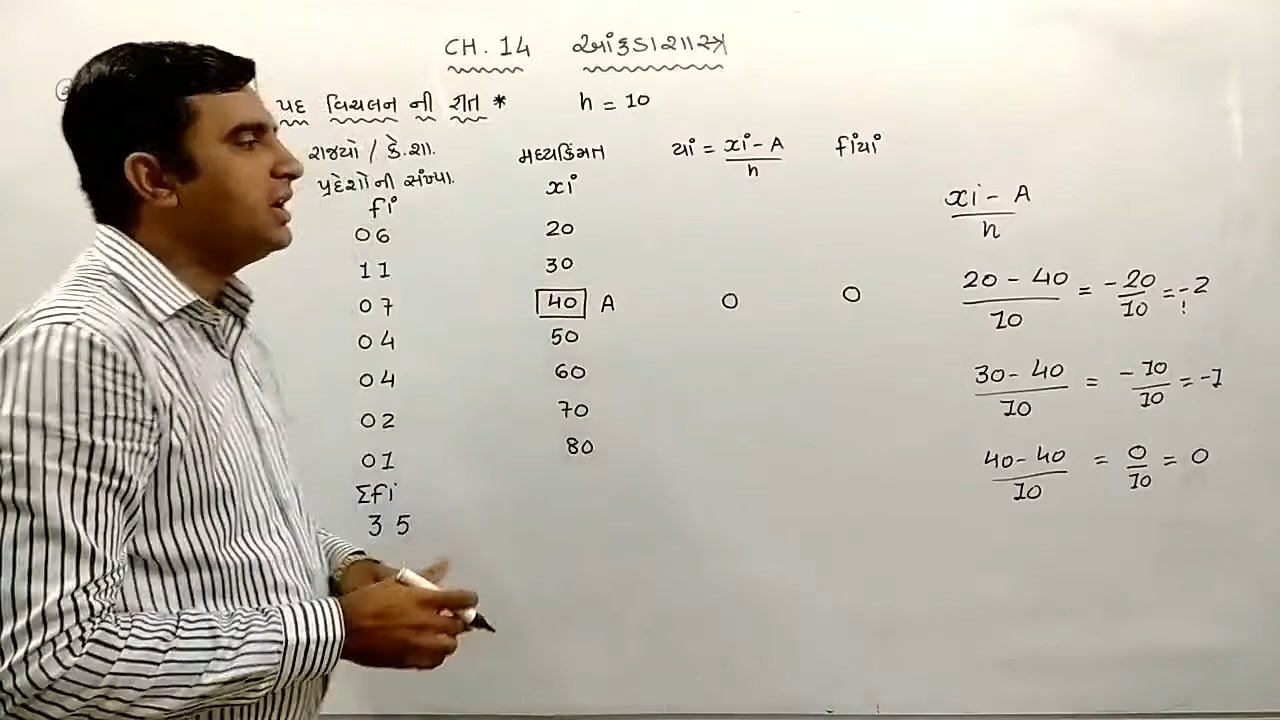 CH. 14 આંકડાશાસ્ત્ર
પદ વિચલન ની રીત * h = 10
રાજ્યો / કે.શા. મધ્યકિંમત યાં = xi - A / h fiયાં
પ્રદેશોની સંખ્યા. xi
fi
06 20
11 30
07 40 A 0 0
04 50
04 60
02 70
01 80
Σfi
35
xi - A / h
20 - 40 / 10 = -20 / 10 = -2
30 - 40 / 10 = -10 / 10 = -1
40 - 40 / 10 = 0 / 10 = 0